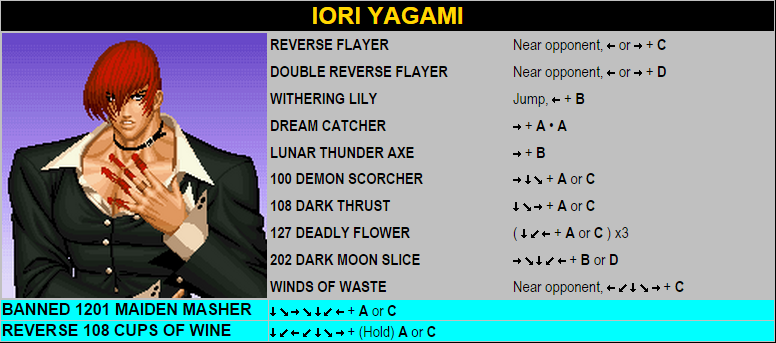 IORI YAGAMI
REVERSE FLAYER Near opponent, ← or → + C
DOUBLE REVERSE FLAYER Near opponent, ← or → + D
WITHERING LILY Jump, ← + B
DREAM CATCHER → + A • A
LUNAR THUNDER AXE → + B
100 DEMON SCORCHER →↓↘ + A or C
108 DARK THRUST ↓↘→ + A or C
127 DEADLY FLOWER ( ↓↙← + A or C ) x3
202 DARK MOON SLICE →↘↓↙← + B or D
WINDS OF WASTE Near opponent, ←↙↓↘→ + C
BANNED 1201 MAIDEN MASHER ↓↘→↘↓↙← + A or C
REVERSE 108 CUPS OF WINE ↓↙←↙↓↘→ + (Hold) A or C